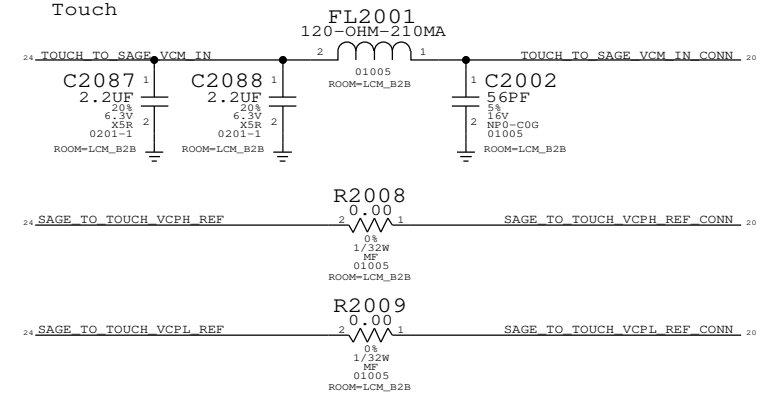 Touch
FL2001
120-OHM-210MA
24 TOUCH_TO_SAGE_VCM_IN 2 1 TOUCH_TO_SAGE_VCM_IN_CONN 20
01005
ROOM=LCM_B2B
C2087 1
2.2UF
20%
6.3V
X5R 2
0201-1
ROOM=LCM_B2B
C2088 1
2.2UF
20%
6.3V
X5R 2
0201-1
ROOM=LCM_B2B
1 C2002
56PF
5%
16V
2 NP0-C0G
01005
ROOM=LCM_B2B
R2008
0.00
24 SAGE_TO_TOUCH_VCPH_REF 2 1 SAGE_TO_TOUCH_VCPH_REF_CONN 20
0%
1/32W
MF
01005
ROOM=LCM_B2B
R2009
0.00
24 SAGE_TO_TOUCH_VCPL_REF 2 1 SAGE_TO_TOUCH_VCPL_REF_CONN 20
0%
1/32W
MF
01005
ROOM=LCM_B2B